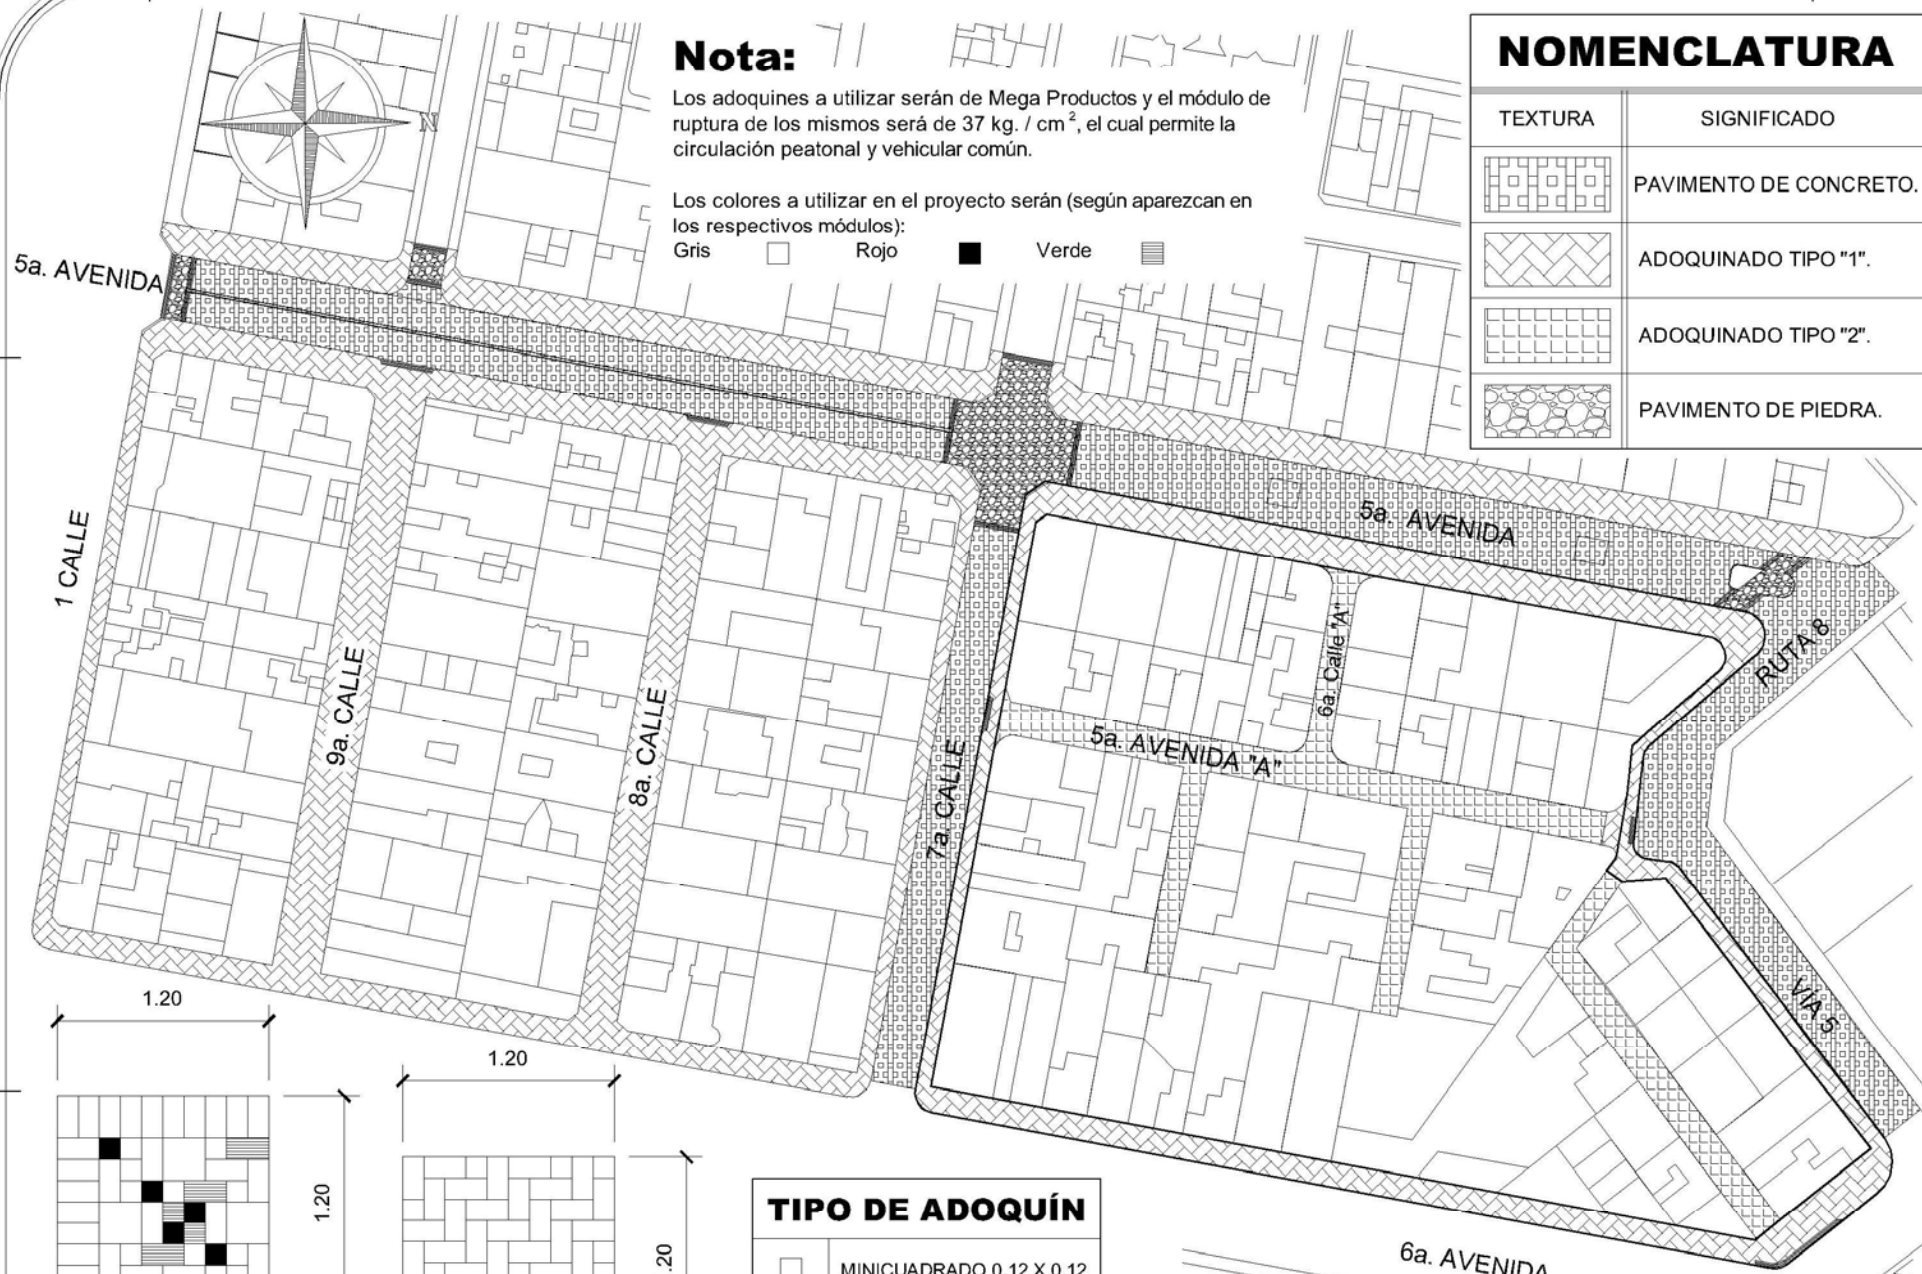 Nota:
Los adoquines a utilizar serán de Mega Productos y el módulo de
ruptura de los mismos será de 37 kg. / cm², el cual permite la
circulación peatonal y vehicular común.
Los colores a utilizar en el proyecto serán (según aparezcan en
los respectivos módulos):
Gris Rojo Verde
NOMENCLATURA
TEXTURA SIGNIFICADO
PAVIMENTO DE CONCRETO.
ADOQUINADO TIPO "1".
ADOQUINADO TIPO "2".
PAVIMENTO DE PIEDRA.
N
5a. AVENIDA
5a. AVENIDA
1 CALLE
9a. CALLE
8a. CALLE
7a. CALLE
6a. Calle "A"
5a. AVENIDA "A"
RUTA 8
VÍA 5
6a. AVENIDA
1.20
1.20
1.20
.20
TIPO DE ADOQUÍN
MINICUADRADO 0.12 X 0.12